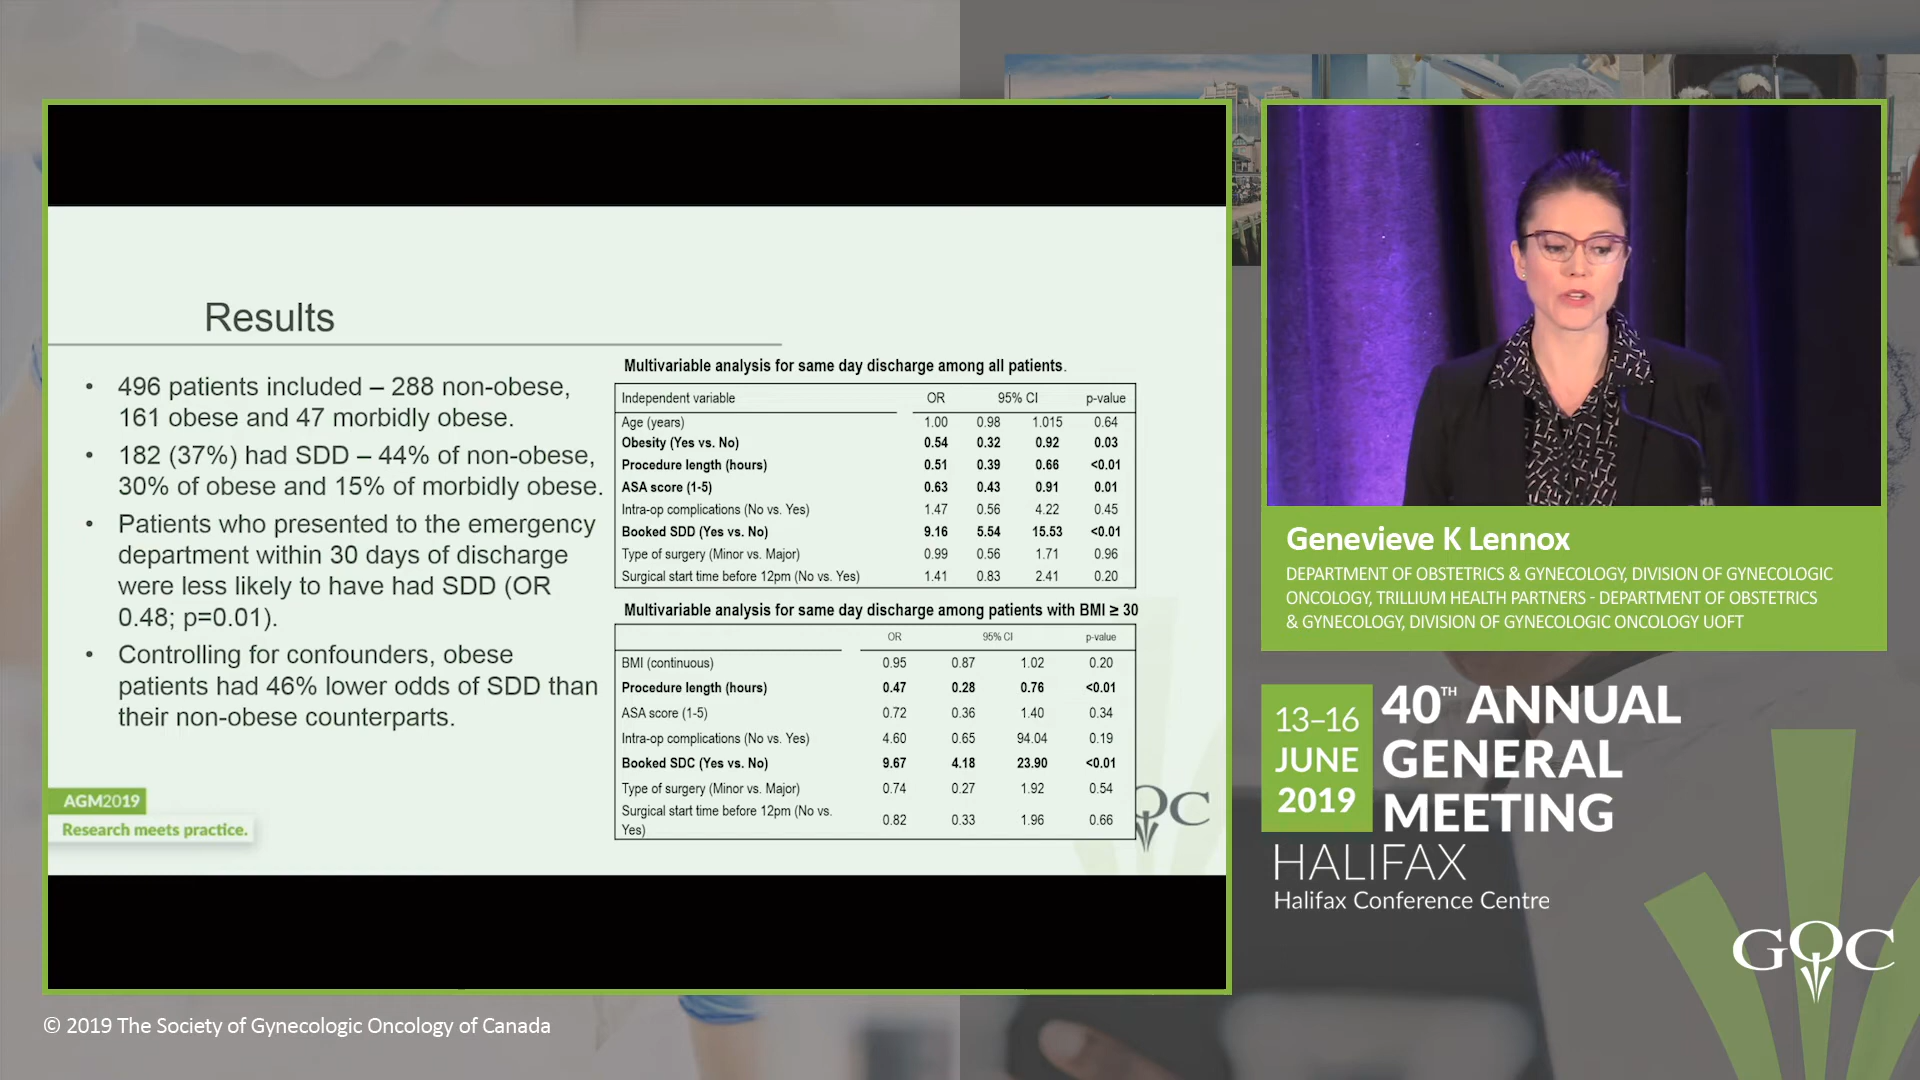 Results
• 496 patients included – 288 non-obese,
161 obese and 47 morbidly obese.
• 182 (37%) had SDD – 44% of non-obese,
30% of obese and 15% of morbidly obese.
• Patients who presented to the emergency
department within 30 days of discharge
were less likely to have had SDD (OR
0.48; p=0.01).
• Controlling for confounders, obese
patients had 46% lower odds of SDD than
their non-obese counterparts.
AGM2019
Research meets practice.
Multivariable analysis for same day discharge among all patients.
Independent variable OR 95% CI p-value
Age (years) 1.00 0.98 1.015 0.64
Obesity (Yes vs. No) 0.54 0.32 0.92 0.03
Procedure length (hours) 0.51 0.39 0.66 <0.01
ASA score (1-5) 0.63 0.43 0.91 0.01
Intra-op complications (No vs. Yes) 1.47 0.56 4.22 0.45
Booked SDD (Yes vs. No) 9.16 5.54 15.53 <0.01
Type of surgery (Minor vs. Major) 0.99 0.56 1.71 0.96
Surgical start time before 12pm (No vs. Yes) 1.41 0.83 2.41 0.20
Multivariable analysis for same day discharge among patients with BMI ≥ 30
OR 95% CI p-value
BMI (continuous) 0.95 0.87 1.02 0.20
Procedure length (hours) 0.47 0.28 0.76 <0.01
ASA score (1-5) 0.72 0.36 1.40 0.34
Intra-op complications (No vs. Yes) 4.60 0.65 94.04 0.19
Booked SDC (Yes vs. No) 9.67 4.18 23.90 <0.01
Type of surgery (Minor vs. Major) 0.74 0.27 1.92 0.54
Surgical start time before 12pm (No vs.
Yes) 0.82 0.33 1.96 0.66
OC
Genevieve K Lennox
DEPARTMENT OF OBSTETRICS & GYNECOLOGY, DIVISION OF GYNECOLOGIC
ONCOLOGY, TRILLIUM HEALTH PARTNERS - DEPARTMENT OF OBSTETRICS
& GYNECOLOGY, DIVISION OF GYNECOLOGIC ONCOLOGY UOFT
13–16
JUNE
2019
40TH ANNUAL
GENERAL
MEETING
HALIFAX
Halifax Conference Centre
GOC
© 2019 The Society of Gynecologic Oncology of Canada